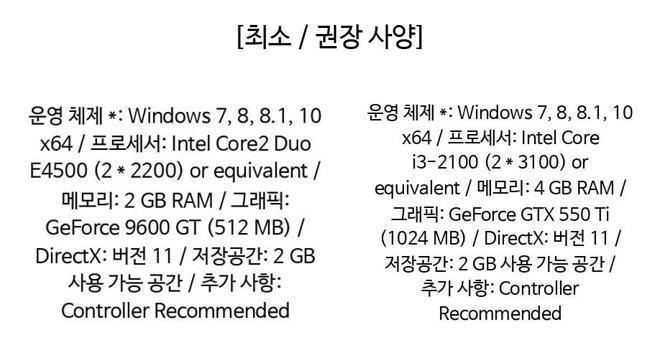 [최소 / 권장 사양]
운영 체제 *: Windows 7, 8, 8.1, 10
x64 / 프로세서: Intel Core2 Duo
E4500 (2 * 2200) or equivalent /
메모리: 2 GB RAM / 그래픽:
GeForce 9600 GT (512 MB) /
DirectX: 버전 11 / 저장공간: 2 GB
사용 가능 공간 / 추가 사항:
Controller Recommended
운영 체제 *: Windows 7, 8, 8.1, 10
x64 / 프로세서: Intel Core
i3-2100 (2 * 3100) or
equivalent / 메모리: 4 GB RAM /
그래픽: GeForce GTX 550 Ti
(1024 MB) / DirectX: 버전 11 /
저장공간: 2 GB 사용 가능 공간 /
추가 사항: Controller
Recommended